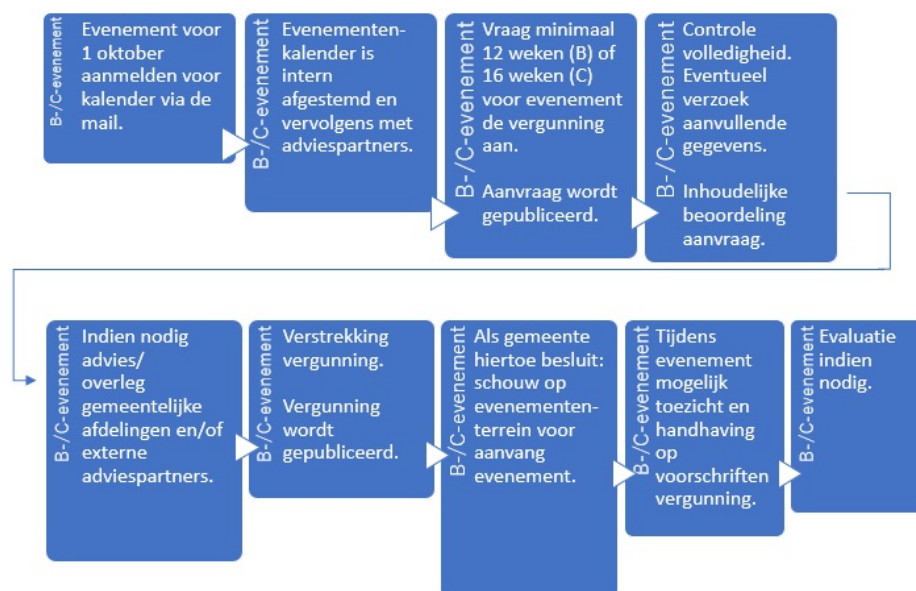 B-/C-evenement
Evenement voor
1 oktober
aanmelden voor
kalender via de
mail.
B-/C-evenement
Evenementen-
kalender is
intern
afgestemd en
vervolgens met
adviespartners.
B-/C-evenement
Vraag minimaal
12 weken (B) of
16 weken (C)
voor evenement
de vergunning
aan.
Aanvraag wordt
gepubliceerd.
B-/C-evenement
Controle
volledigheid.
Eventueel
verzoek
aanvullende
gegevens.
Inhoudelijke
beoordeling
aanvraag.
B-/C-evenement
Indien nodig
advies/
overleg
gemeentelijke
afdelingen en/of
externe
adviespartners.
B-/C-evenement
Verstrekking
vergunning.
Vergunning
wordt
gepubliceerd.
B-/C-evenement
Als gemeente
hiertoe besluit:
schouw op
evenementen-
terrein voor
aanvang
evenement.
B-/C-evenement
Tijdens
evenement
mogelijk
toezicht en
handhaving
op
voorschriften
vergunning.
B-/C-evenement
Evaluatie
indien
nodig.